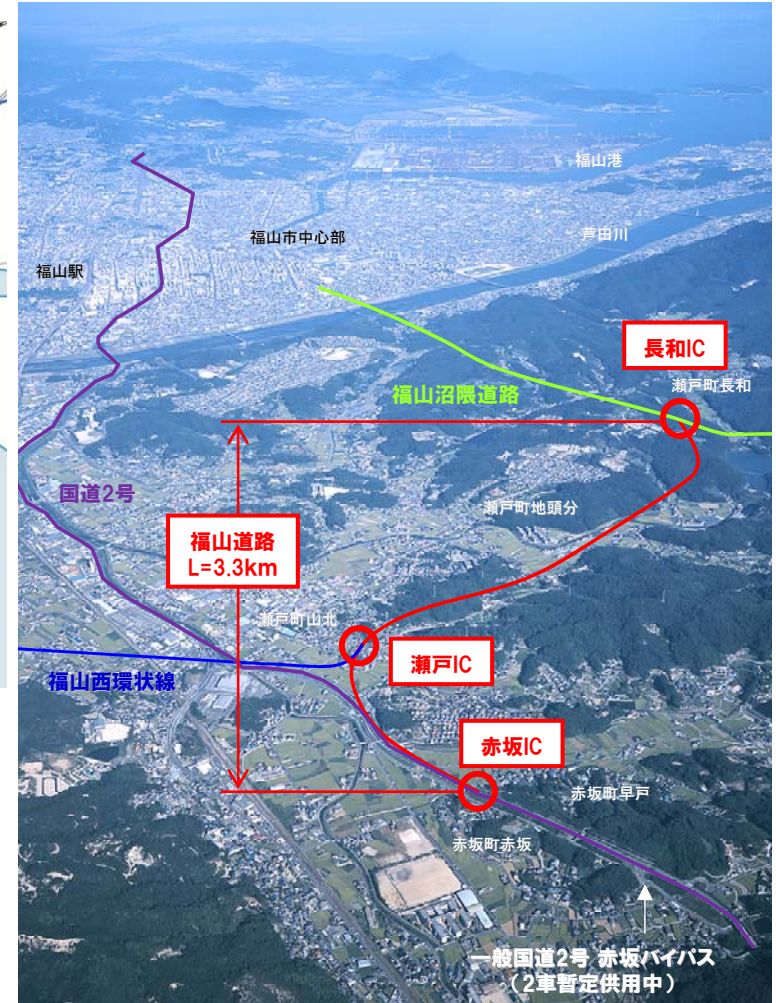 福山港
福山市中心部
芦田川
福山駅
長和IC
瀬戸町長和
福山沼隈道路
国道2号
瀬戸町地頭分
福山道路
L=3.3km
瀬戸町山北
瀬戸IC
福山西環状線
赤坂IC
赤坂町早戸
赤坂町赤坂
一般国道2号 赤坂バイパス
（2車暫定供用中）